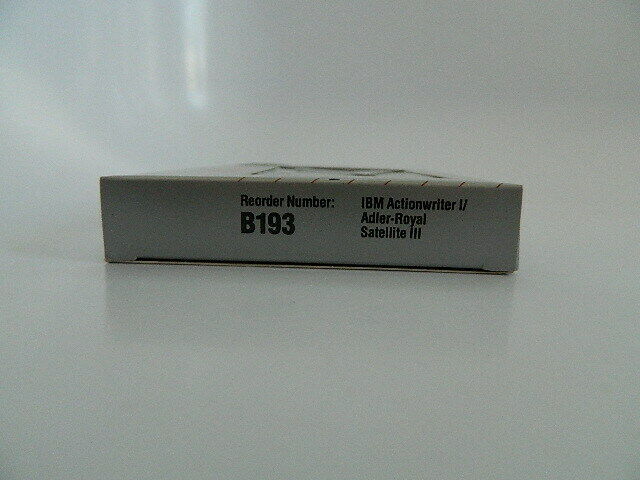 Reorder Number:
B193
IBM Actionwriter I/
Adler-Royal
Satellite III